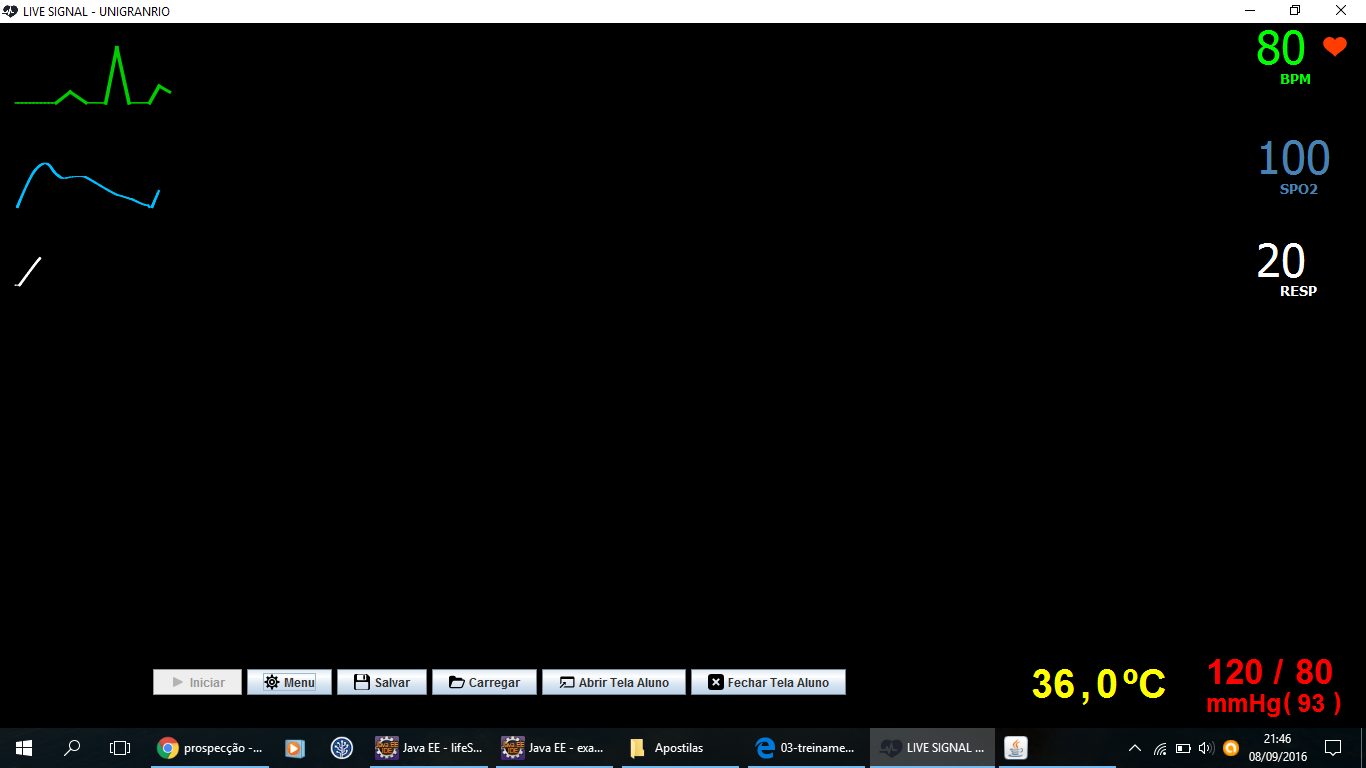 LIVE SIGNAL - UNIGRANRIO
80
BPM
100
SPO2
20
RESP
Iniciar
Menu
Salvar
Carregar
Abrir Tela Aluno
Fechar Tela Aluno
36,0ºC
120 / 80
mmHg( 93 )
prospecção -...
Java EE - lifeS...
Java EE - exa...
Apostilas
03-treiname...
LIVE SIGNAL ...
21:46
08/09/2016